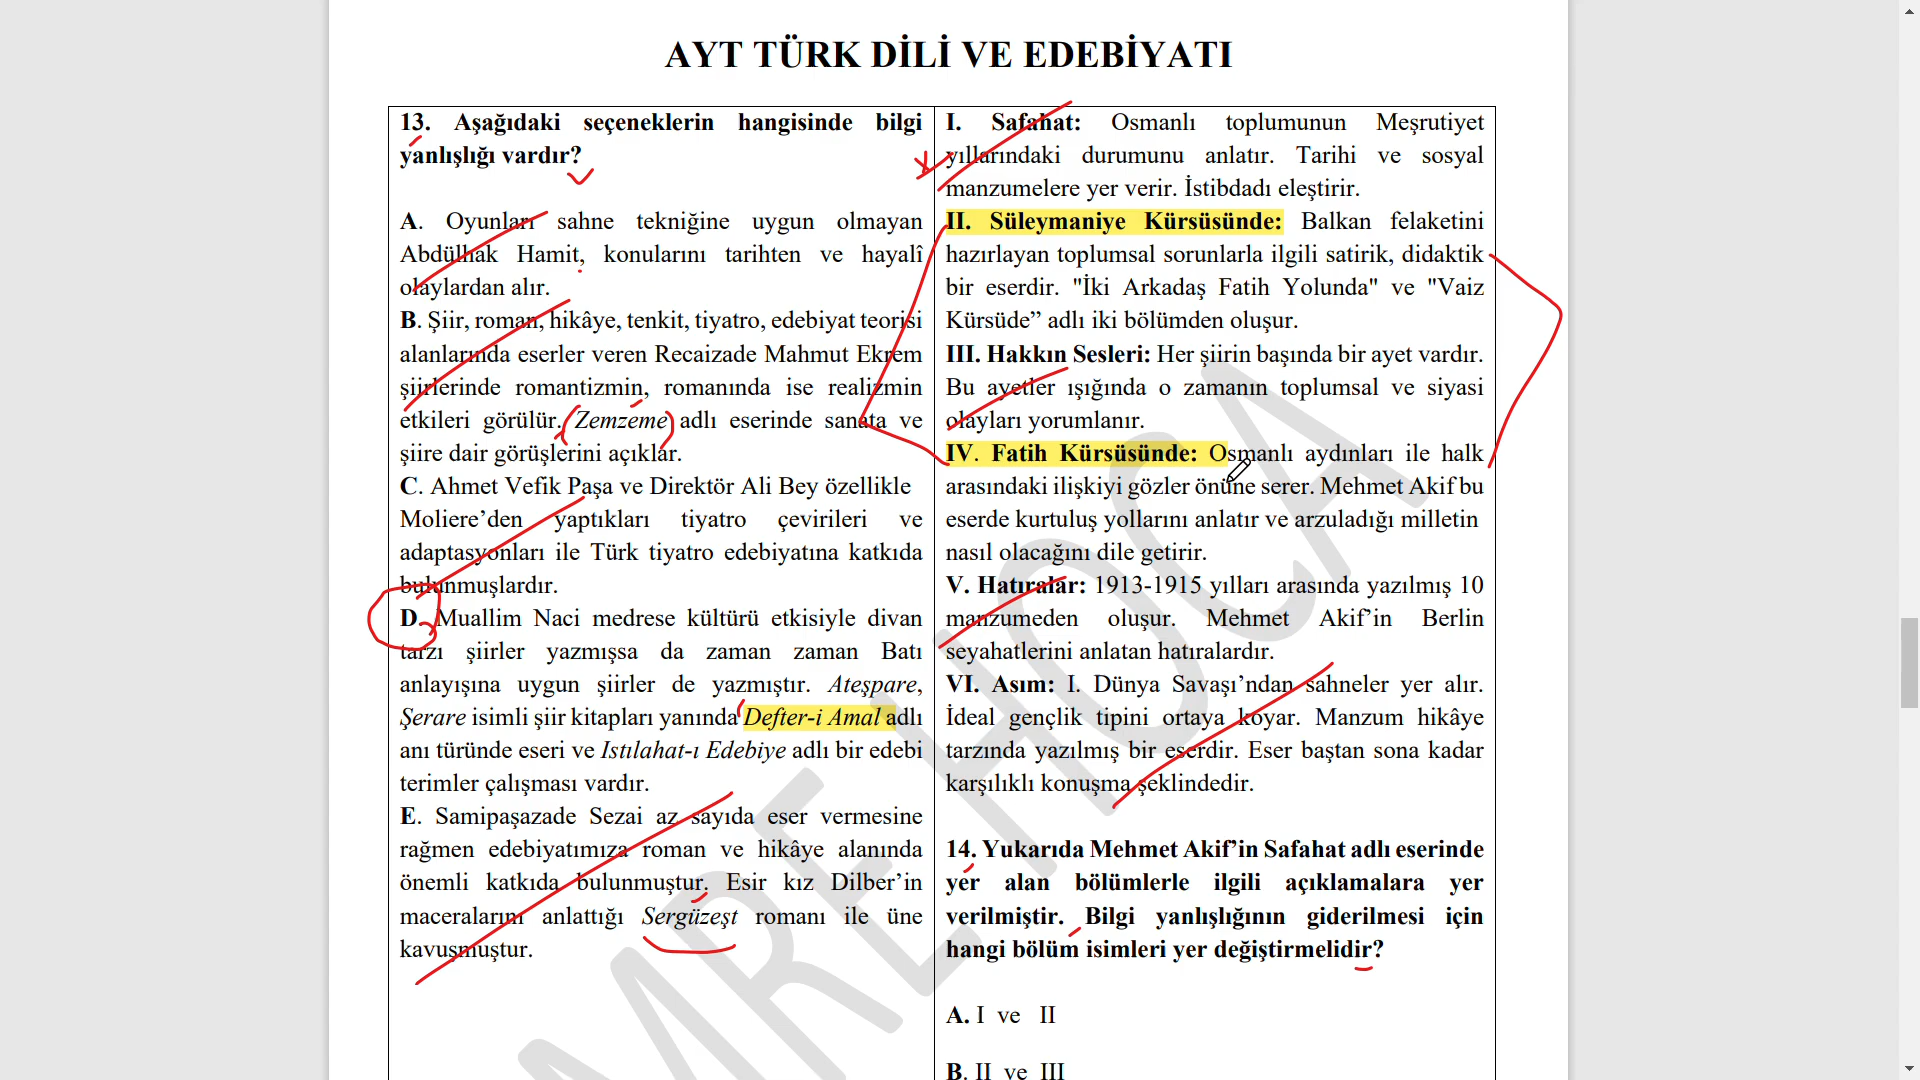 AYT TÜRK DİLİ VE EDEBİYATI
13. Aşağıdaki seçeneklerin hangisinde bilgi
yanlışlığı vardır?
A. Oyunları sahne tekniğine uygun olmayan
Abdülhak Hamit, konularını tarihten ve hayalî
olaylardan alır.
B. Şiir, roman, hikâye, tenkit, tiyatro, edebiyat teorisi
alanlarında eserler veren Recaizade Mahmut Ekrem
şiirlerinde romantizmin, romanında ise realizmin
etkileri görülür. Zemzeme adlı eserinde sanata ve
şiire dair görüşlerini açıklar.
C. Ahmet Vefik Paşa ve Direktör Ali Bey özellikle
Moliere’den yaptıkları tiyatro çevirileri ve
adaptasyonları ile Türk tiyatro edebiyatına katkıda
bulunmuşlardır.
D. Muallim Naci medrese kültürü etkisiyle divan
tarzı şiirler yazmışsa da zaman zaman Batı
anlayışına uygun şiirler de yazmıştır. Ateşpare,
Şerare isimli şiir kitapları yanında Defter-i Amal adlı
anı türünde eseri ve Istılahat-ı Edebiye adlı bir edebi
terimler çalışması vardır.
E. Samipaşazade Sezai az sayıda eser vermesine
rağmen edebiyatımıza roman ve hikâye alanında
önemli katkıda bulunmuştur. Esir kız Dilber’in
maceralarını anlattığı Sergüzeşt romanı ile üne
kavuşmuştur.
I. Safahat: Osmanlı toplumunun Meşrutiyet
yıllarındaki durumunu anlatır. Tarihi ve sosyal
manzumelere yer verir. İstibdadı eleştirir.
II. Süleymaniye Kürsüsünde: Balkan felaketini
hazırlayan toplumsal sorunlarla ilgili satirik, didaktik
bir eserdir. "İki Arkadaş Fatih Yolunda" ve "Vaiz
Kürsüde” adlı iki bölümden oluşur.
III. Hakkın Sesleri: Her şiirin başında bir ayet vardır.
Bu ayetler ışığında o zamanın toplumsal ve siyasi
olayları yorumlanır.
IV. Fatih Kürsüsünde: Osmanlı aydınları ile halk
arasındaki ilişkiyi gözler önüne serer. Mehmet Akif bu
eserde kurtuluş yollarını anlatır ve arzuladığı milletin
nasıl olacağını dile getirir.
V. Hatıralar: 1913-1915 yılları arasında yazılmış 10
manzumeden oluşur. Mehmet Akif’in Berlin
seyahatlerini anlatan hatıralardır.
VI. Asım: I. Dünya Savaşı’ndan sahneler yer alır.
İdeal gençlik tipini ortaya koyar. Manzum hikâye
tarzında yazılmış bir eserdir. Eser baştan sona kadar
karşılıklı konuşma şeklindedir.
14. Yukarıda Mehmet Akif’in Safahat adlı eserinde
yer alan bölümlerle ilgili açıklamalara yer
verilmiştir. Bilgi yanlışlığının giderilmesi için
hangi bölüm isimleri yer değiştirmelidir?
A. I ve II
B. II ve III
MRE HOCA